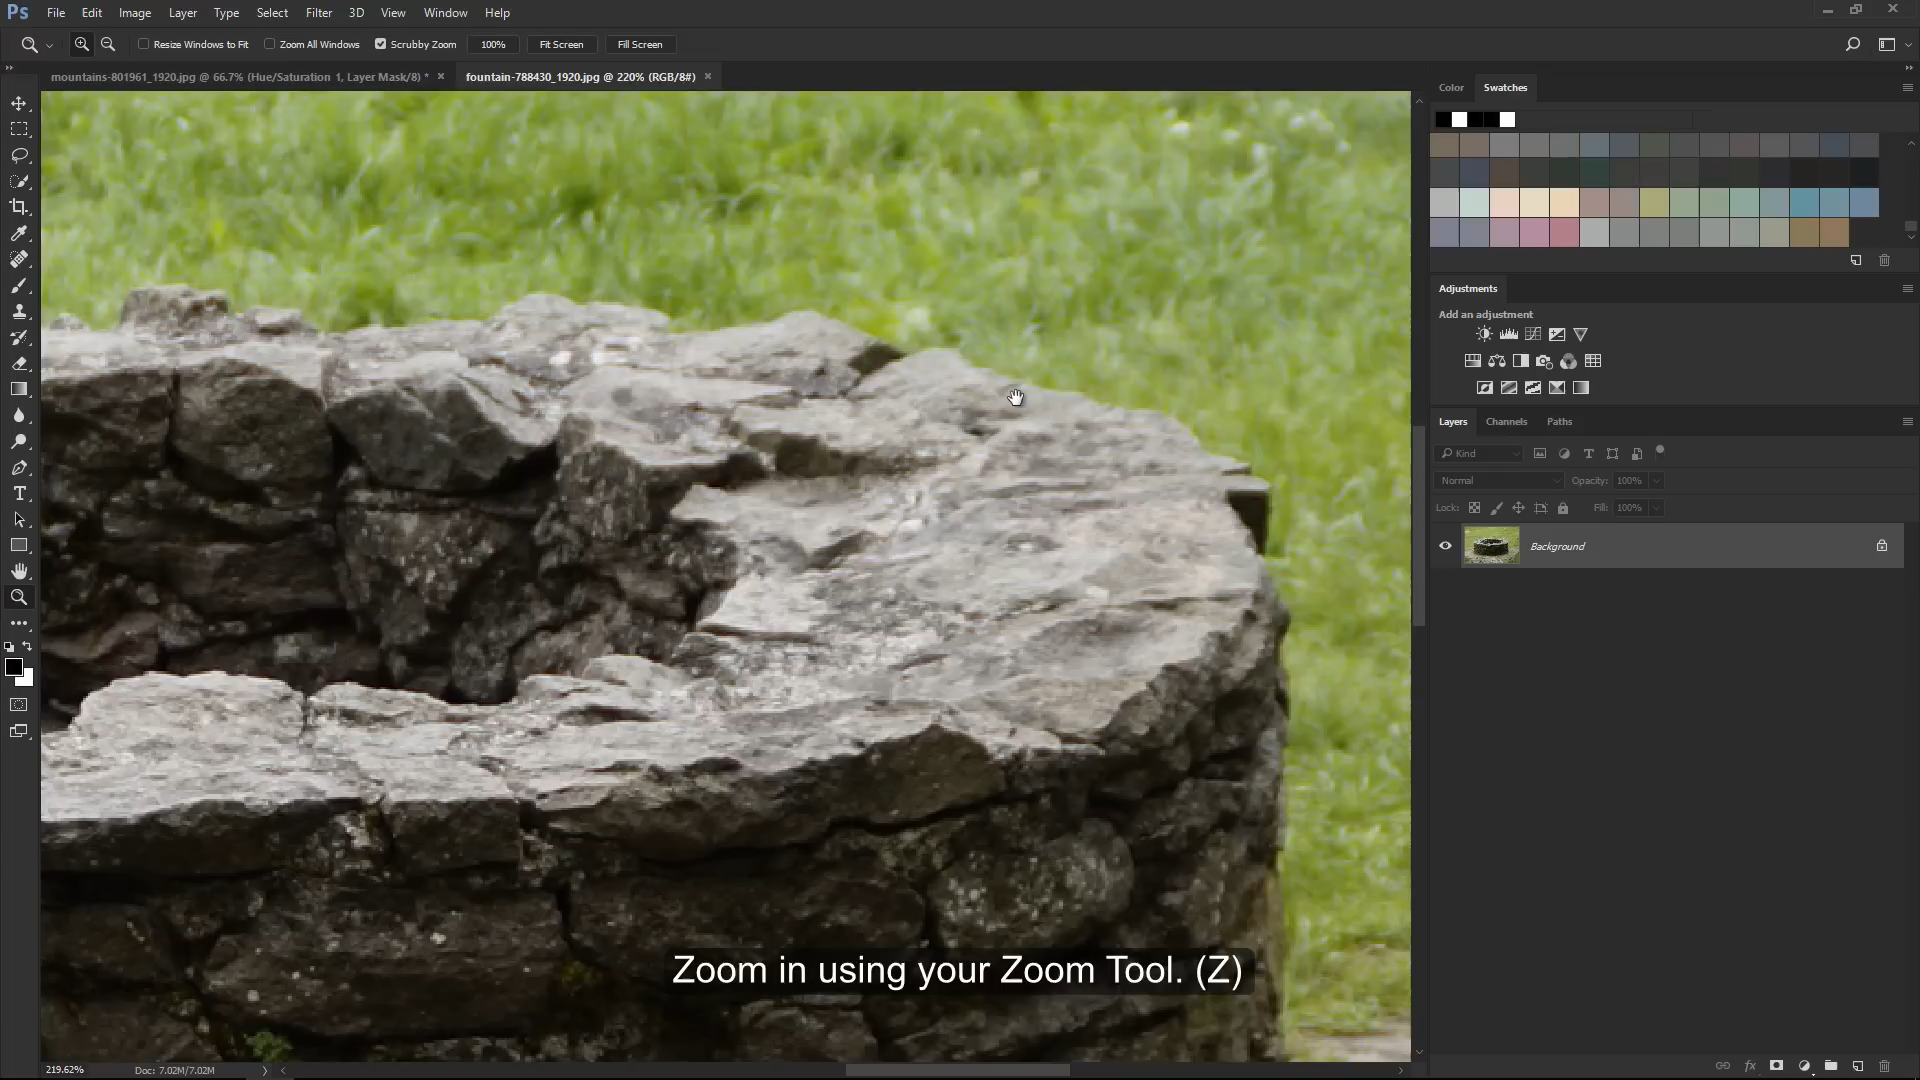 Ps File Edit Image Layer Type Select Filter 3D View Window Help
Resize Windows to Fit Zoom All Windows Scrubby Zoom 100% Fit Screen Fill Screen
mountains-801961_1920.jpg @ 66.7% (Hue/Saturation 1, Layer Mask/8) * × fountain-788430_1920.jpg @ 220% (RGB/8#) ×
Color Swatches
Adjustments
Add an adjustment
Layers Channels Paths
Kind
Normal Opacity: 100%
Lock: Fill: 100%
Background
Zoom in using your Zoom Tool. (Z)
219.62% Doc: 7.02M/7.02M